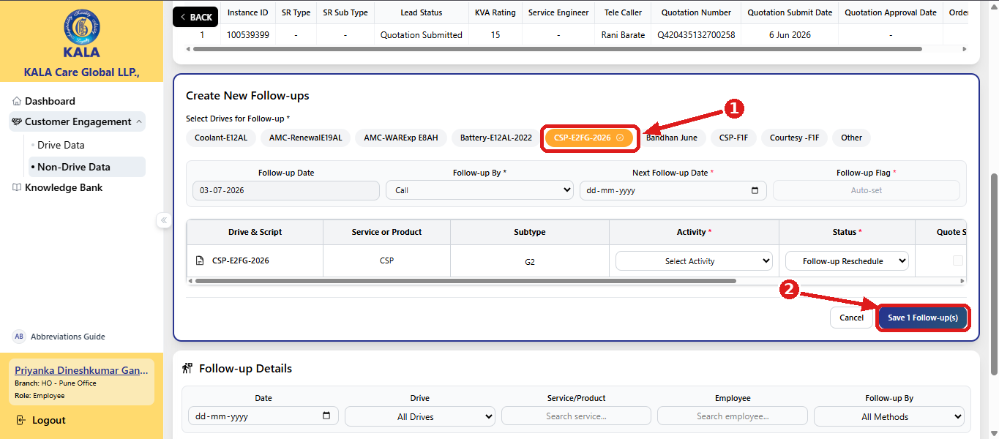 KALA
KALA Care Global LLP.,
Dashboard
Customer Engagement
Drive Data
Non-Drive Data
Knowledge Bank
AB Abbreviations Guide
Priyanka Dineshkumar Gan...
Branch: HO - Pune Office
Role: Employee
Logout
BACK
Instance ID SR Type SR Sub Type Lead Status KVA Rating Service Engineer Tele Caller Quotation Number Quotation Submit Date Quotation Approval Date Order
1 100539399 - - Quotation Submitted 15 - Rani Barate Q420435132700258 6 Jun 2026 -
Create New Follow-ups
1
Select Drives for Follow-up *
Coolant-E12AL AMC-RenewalE19AL AMC-WARExp E8AH Battery-E12AL-2022 CSP-E2FG-2026 Bandhan June CSP-F1F Courtesy -F1F Other
Follow-up Date Follow-up By * Next Follow-up Date * Follow-up Flag *
03-07-2026 Call dd-mm-yyyy Auto-set
Drive & Script Service or Product Subtype Activity * Status * Quote S
CSP-E2FG-2026 CSP G2 Select Activity Follow-up Reschedule
2
Cancel Save 1 Follow-up(s)
Follow-up Details
Date Drive Service/Product Employee Follow-up By
dd-mm-yyyy All Drives Search service... Search employee... All Methods